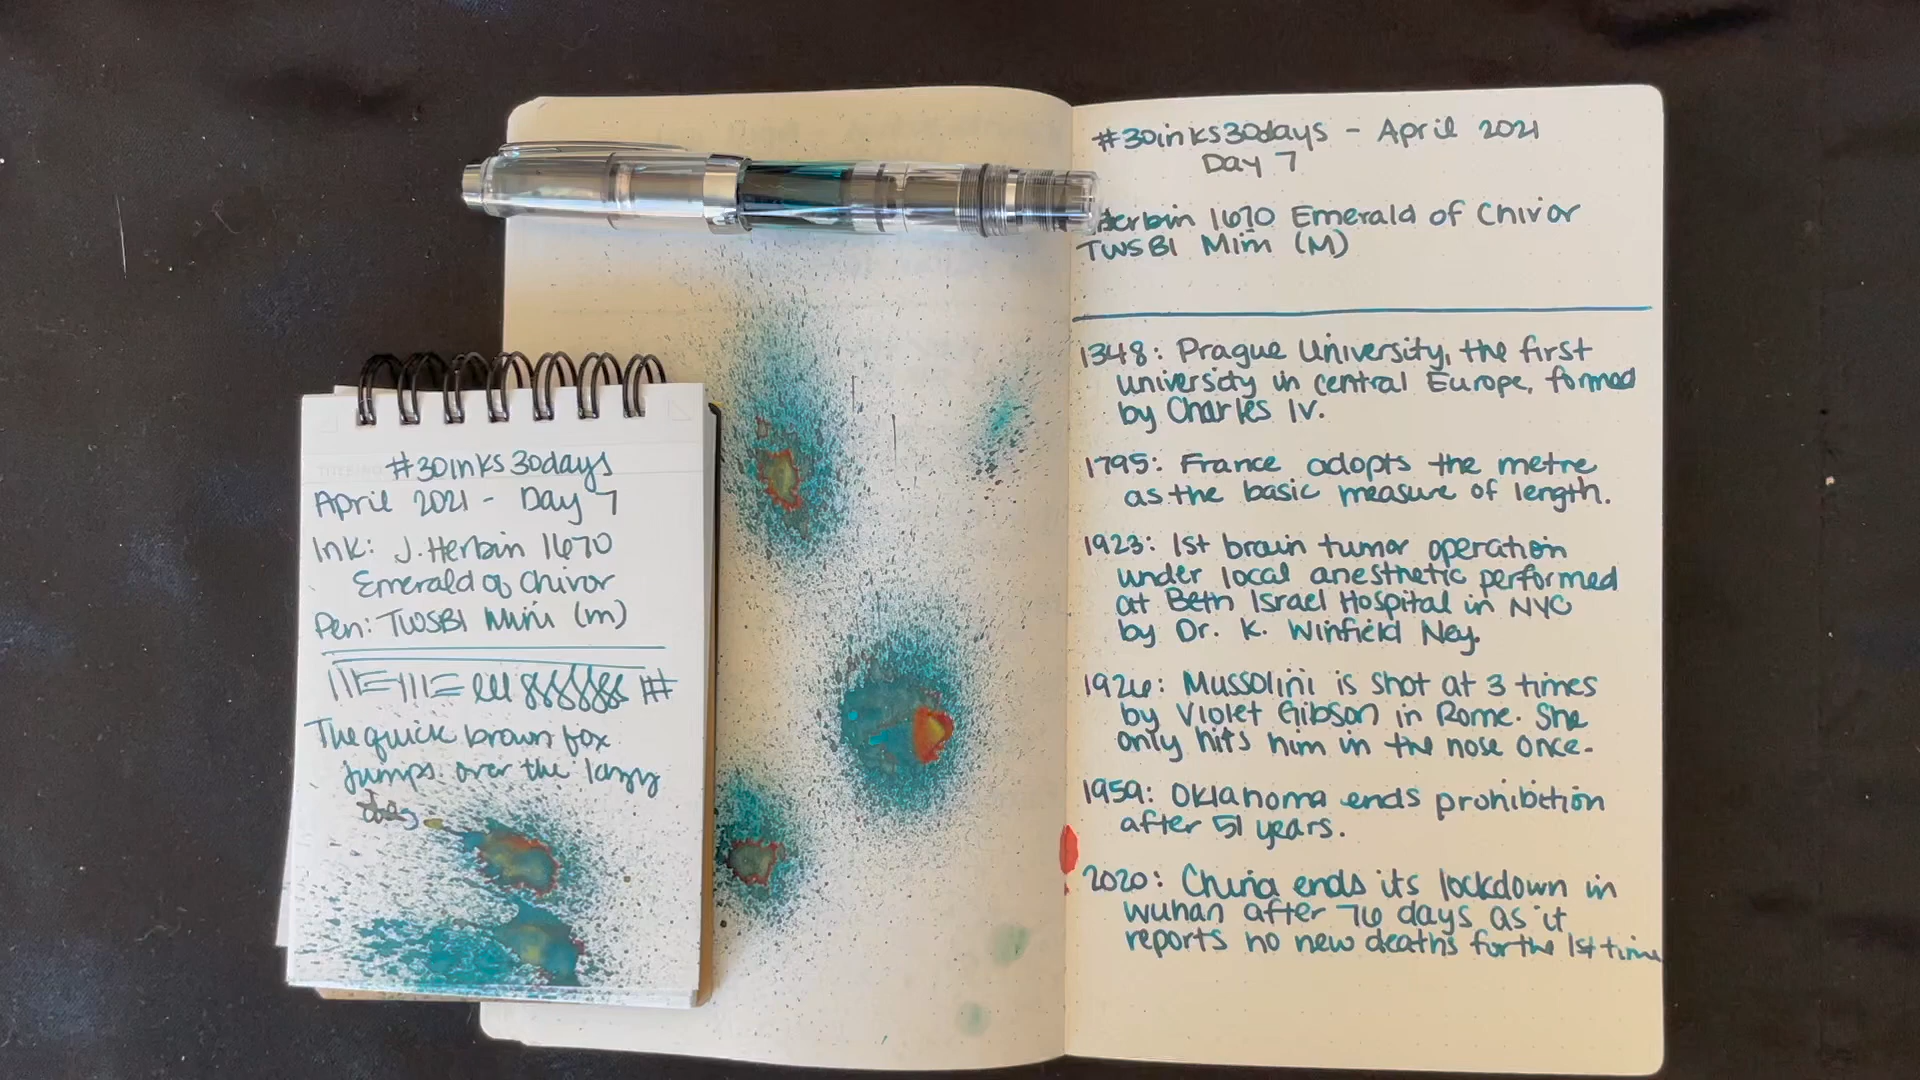 #30inks30days
April 2021 - Day 7
Ink: J. Herbin 1670
Emerald of Chivor
Pen: TWSBI Mini (M)
The quick brown fox
jumps over the lazy
dog
#30inks30days - April 2021
Day 7
Herbin 1670 Emerald of Chivor
TWSBI Mini (M)
1348: Prague University, the first
university in central Europe, formed
by Charles IV.
1795: France adopts the metre
as the basic measure of length.
1923: 1st brain tumor operation
under local anesthetic performed
at Beth Israel Hospital in NYC
by Dr. K. Winfield Ney.
1926: Mussolini is shot at 3 times
by Violet Gibson in Rome. She
only hits him in the nose once.
1959: Oklahoma ends prohibition
after 51 years.
2020: China ends its lockdown in
Wuhan after 76 days as it
reports no new deaths for the 1st time